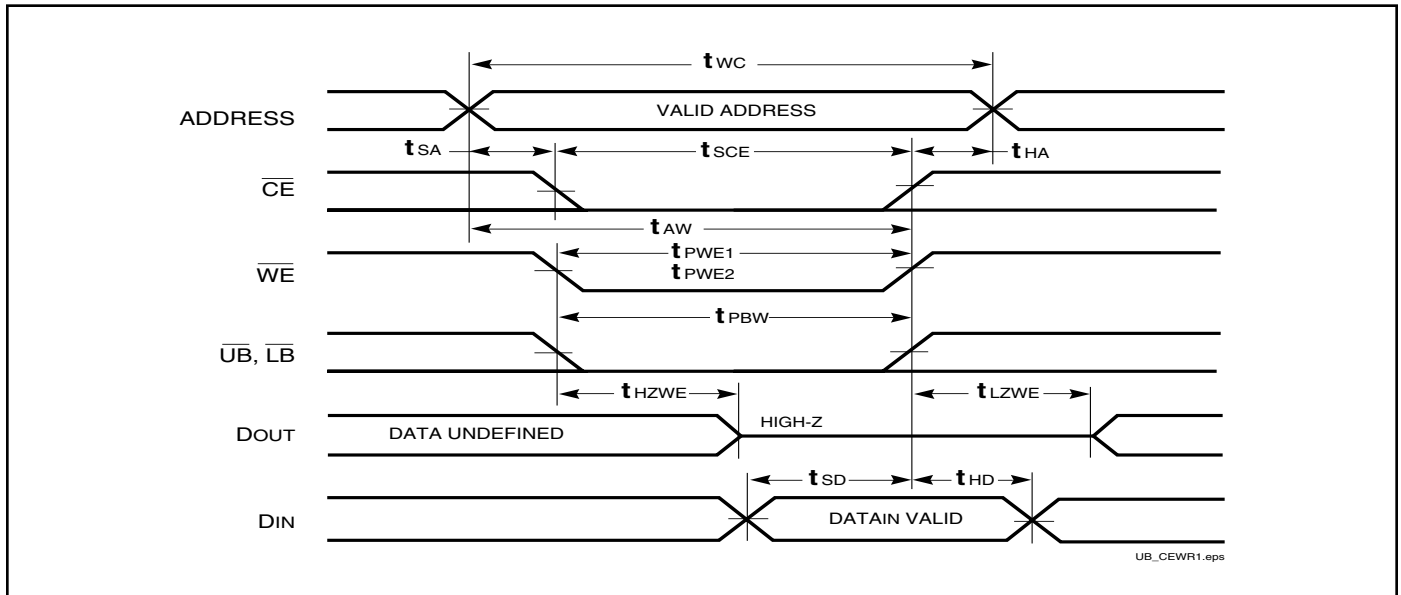 tWC
ADDRESS
VALID ADDRESS
tSA
tSCE
tHA
CE
tAW
tPWE1
WE
tPWE2
tPBW
UB, LB
tHZWE
tLZWE
DOUT
DATA UNDEFINED
HIGH-Z
tSD
tHD
DIN
DATAIN VALID
UB_CEWR1.eps